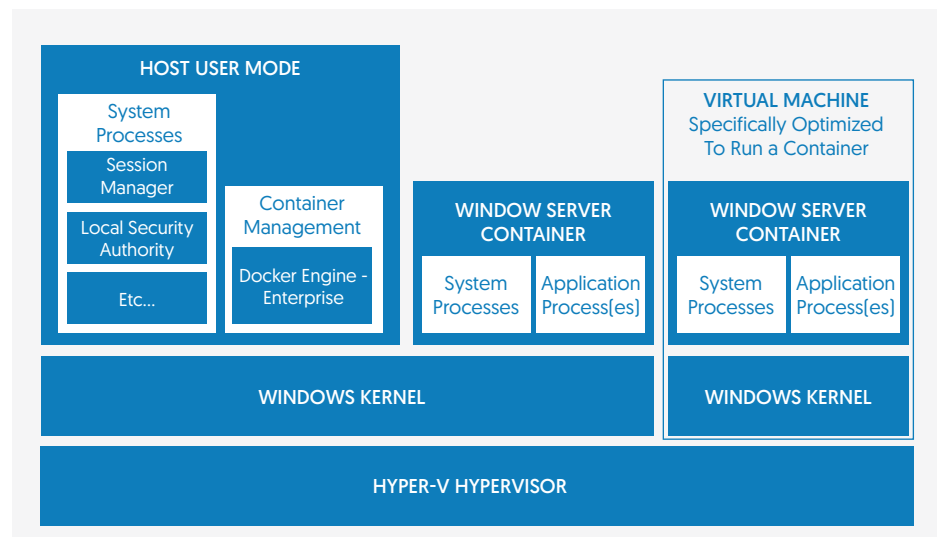 HOST USER MODE
System
Processes
Session
Manager
Local Security
Authority
Etc...
Container
Management
Docker Engine -
Enterprise
WINDOW SERVER
CONTAINER
System
Processes
Application
Process(es)
VIRTUAL MACHINE
Specifically Optimized
To Run a Container
WINDOW SERVER
CONTAINER
System
Processes
Application
Process(es)
WINDOWS KERNEL
WINDOWS KERNEL
HYPER-V HYPERVISOR